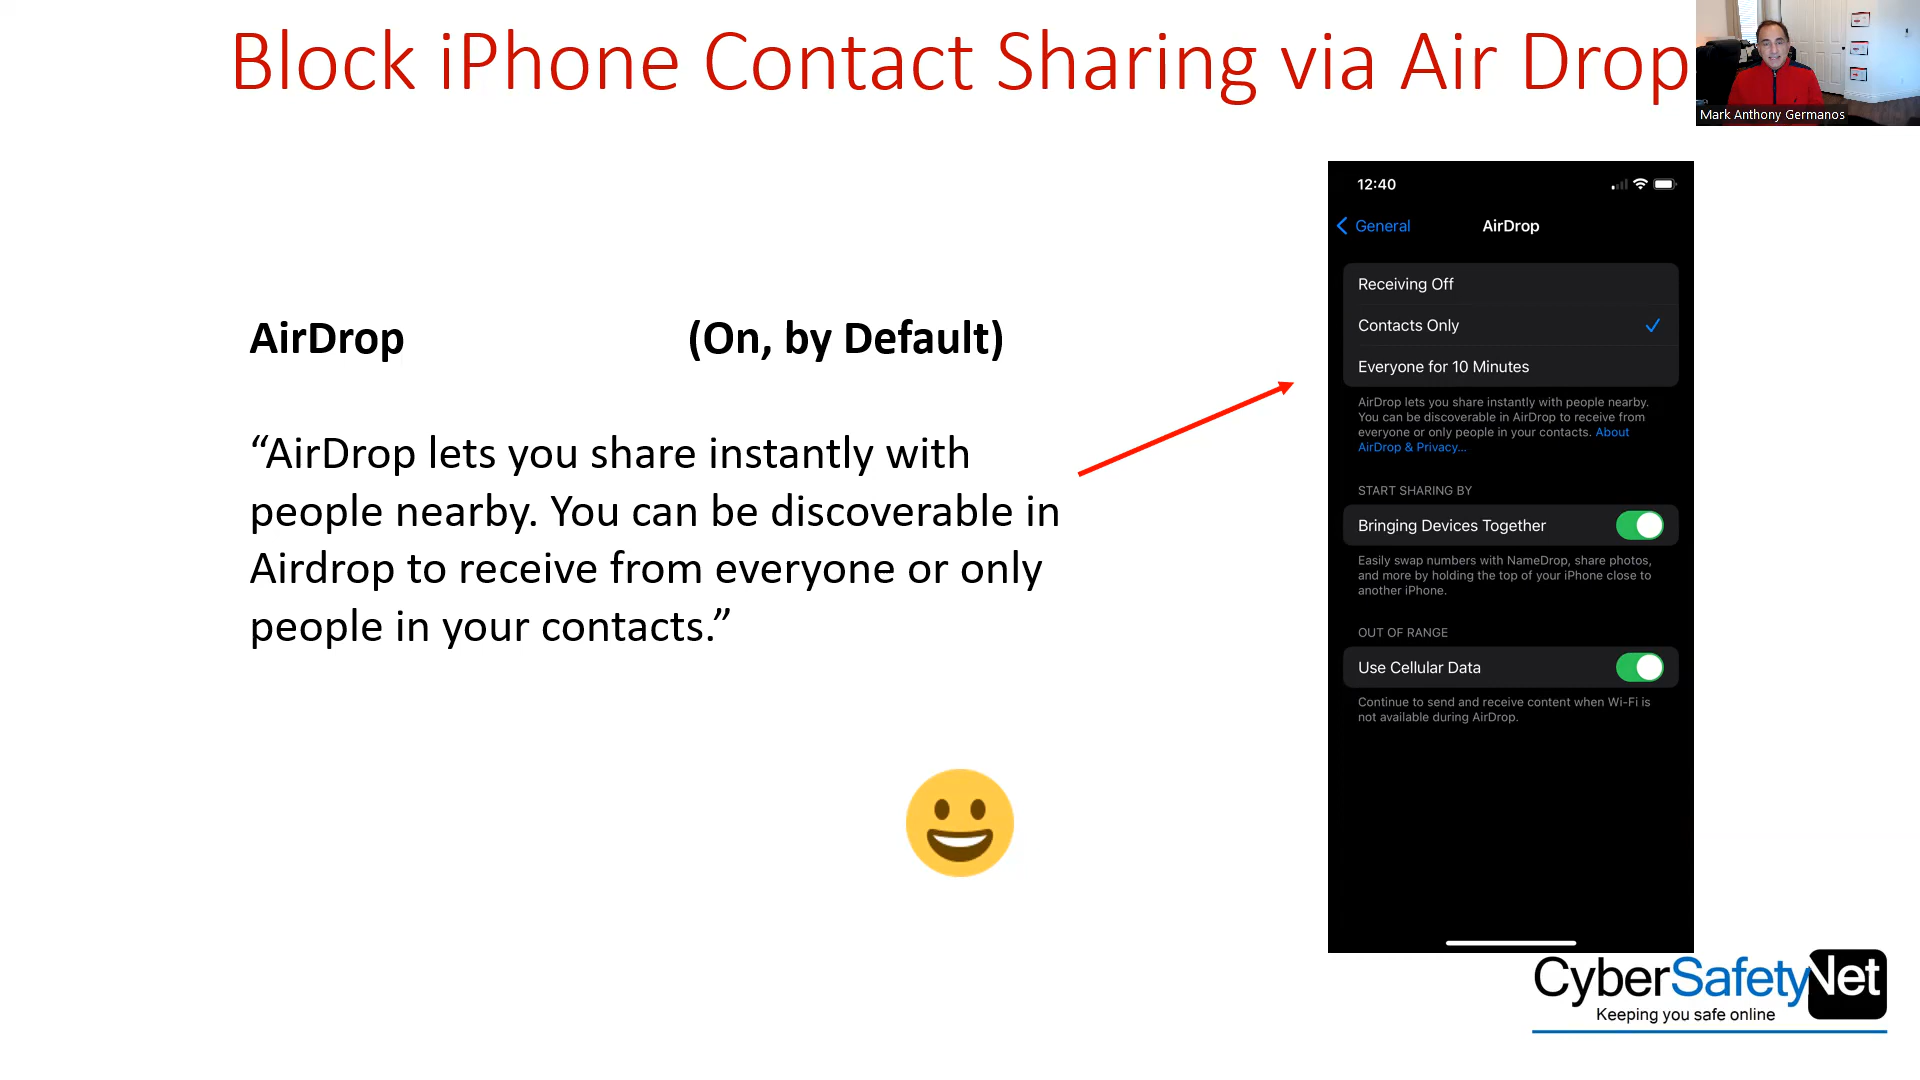 Block iPhone Contact Sharing via Air Drop
Mark Anthony Germanos
AirDrop (On, by Default)
“AirDrop lets you share instantly with
people nearby. You can be discoverable in
Airdrop to receive from everyone or only
people in your contacts.”
12:40
General AirDrop
Receiving Off
Contacts Only
Everyone for 10 Minutes
AirDrop lets you share instantly with people nearby.
You can be discoverable in AirDrop to receive from
everyone or only people in your contacts. About
AirDrop & Privacy...
START SHARING BY
Bringing Devices Together
Easily swap numbers with NameDrop, share photos,
and more by holding the top of your iPhone close to
another iPhone.
OUT OF RANGE
Use Cellular Data
Continue to send and receive content when Wi-Fi is
not available during AirDrop.
CyberSafetyNet
Keeping you safe online